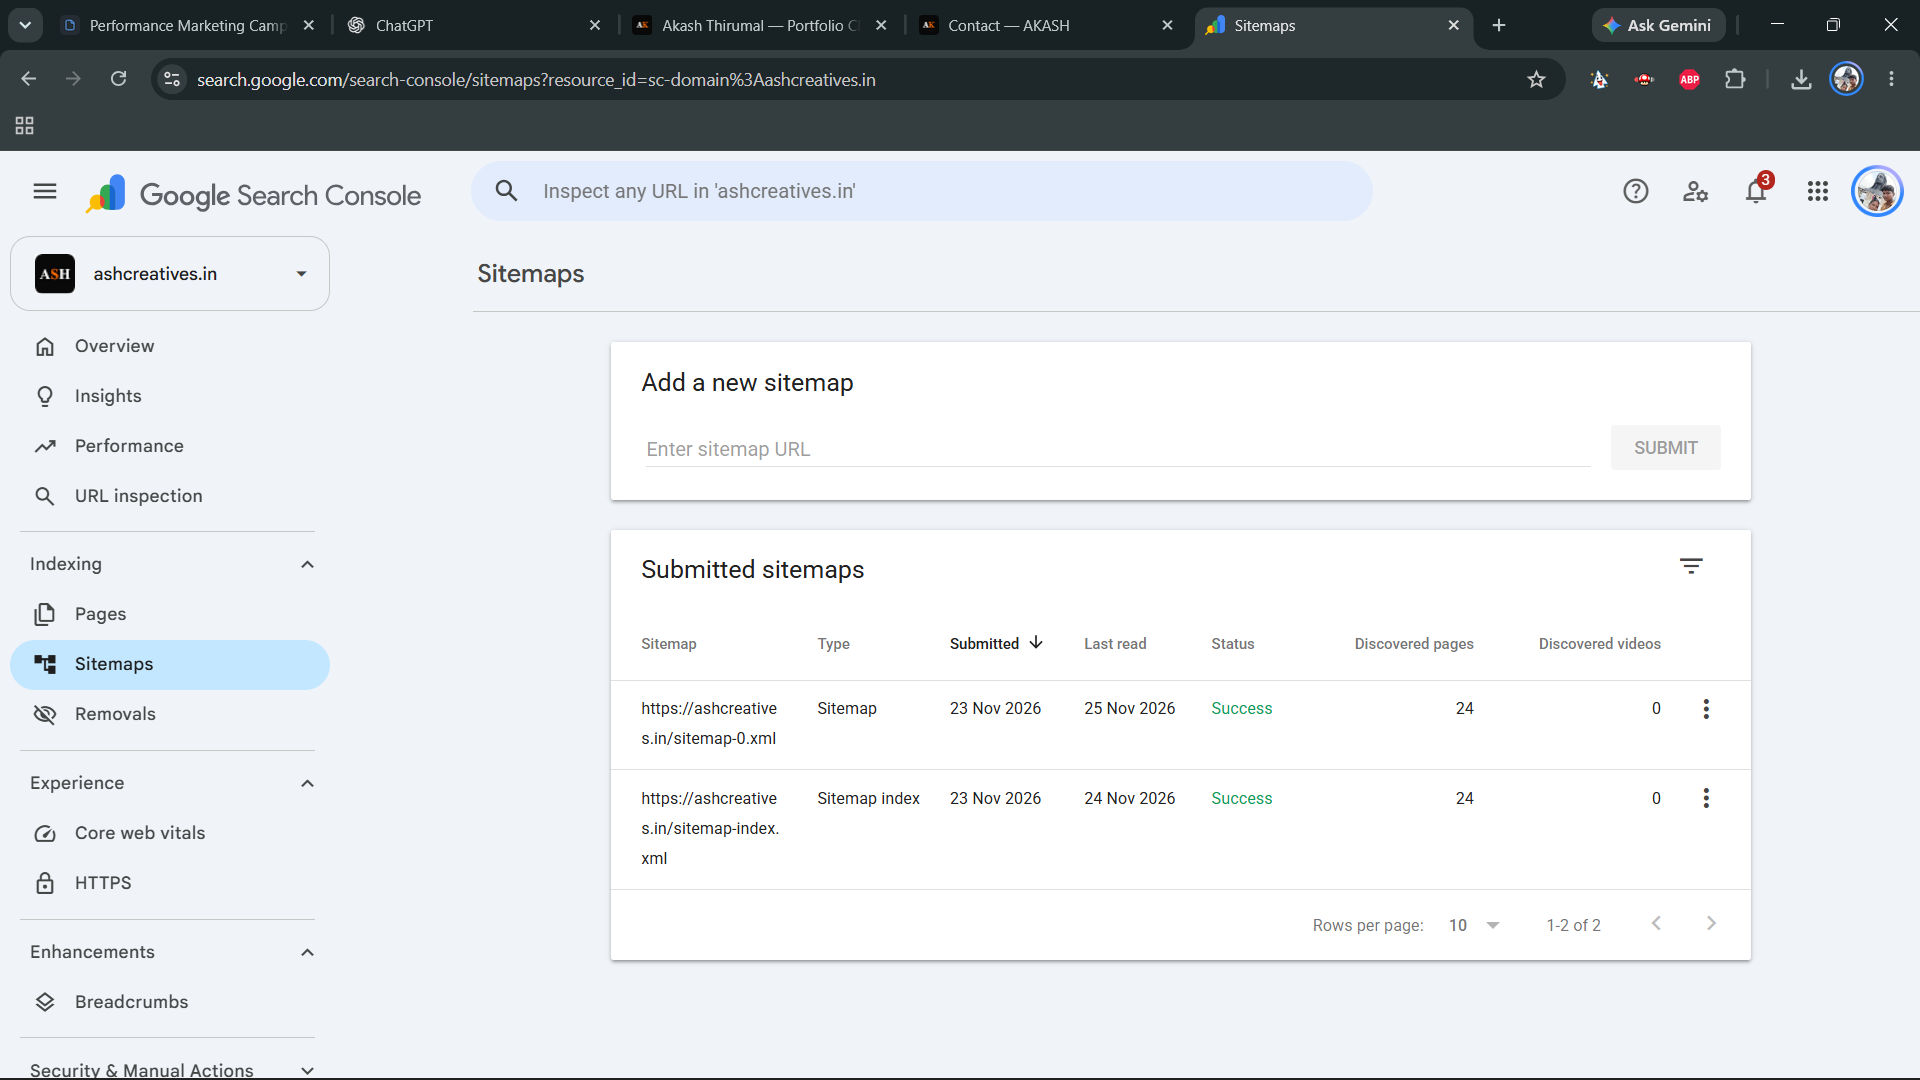 Performance Marketing Camp
ChatGPT
AK Akash Thirumal — Portfolio C
AK Contact — AKASH
Sitemaps
Ask Gemini
search.google.com/search-console/sitemaps?resource_id=sc-domain%3Aashcreatives.in
ABP
Google Search Console
Inspect any URL in 'ashcreatives.in'
3
ASH ashcreatives.in
Sitemaps
Overview
Insights
Performance
URL inspection
Indexing
Pages
Sitemaps
Removals
Experience
Core web vitals
HTTPS
Enhancements
Breadcrumbs
Security & Manual Actions
Add a new sitemap
Enter sitemap URL
SUBMIT
Submitted sitemaps
Sitemap Type Submitted Last read Status Discovered pages Discovered videos
https://ashcreative Sitemap 23 Nov 2026 25 Nov 2026 Success 24 0
s.in/sitemap-0.xml
https://ashcreative Sitemap index 23 Nov 2026 24 Nov 2026 Success 24 0
s.in/sitemap-index.
xml
Rows per page: 10 1-2 of 2